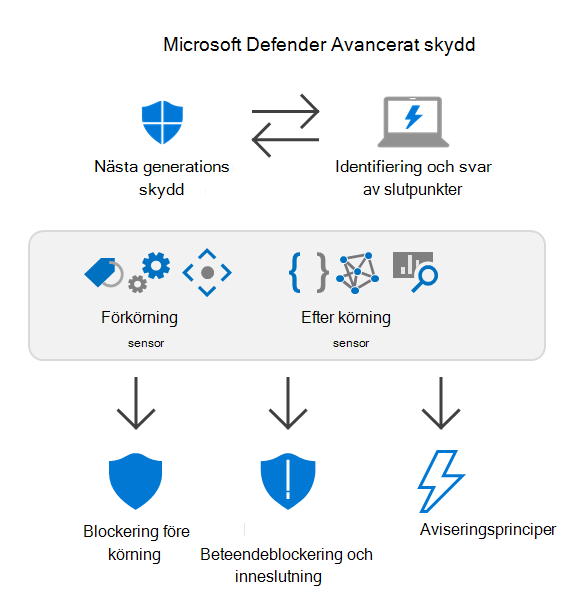 Microsoft Defender Avancerat skydd
Nästa generations
skydd
Identifiering och svar
av slutpunkter
Förkörning
sensor
Efter körning
sensor
Blockering före
körning
Beteendeblockering och
inneslutning
Aviseringsprinciper